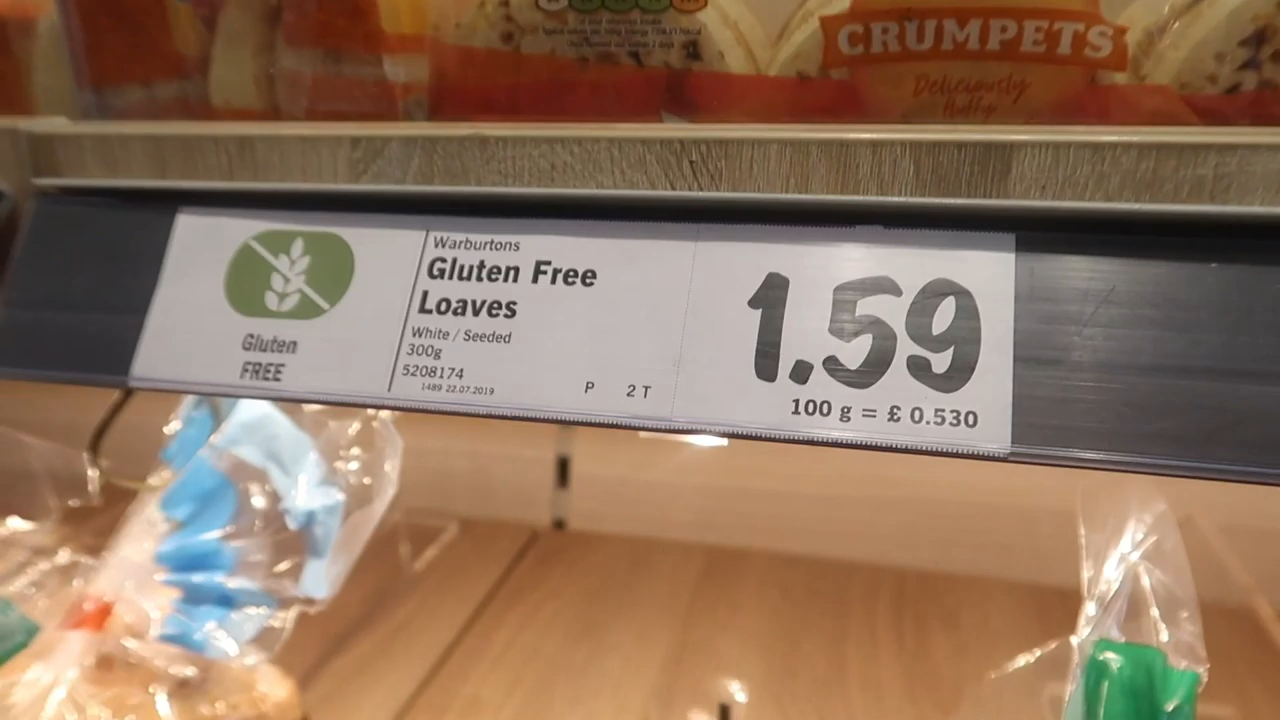 CRUMPETS
Deliciously
fluffy
Gluten
FREE
Warburtons
Gluten Free
Loaves
White / Seeded
300g
5208174
1489 22.07.2019
P 2 T
1.59
100 g = £ 0.530